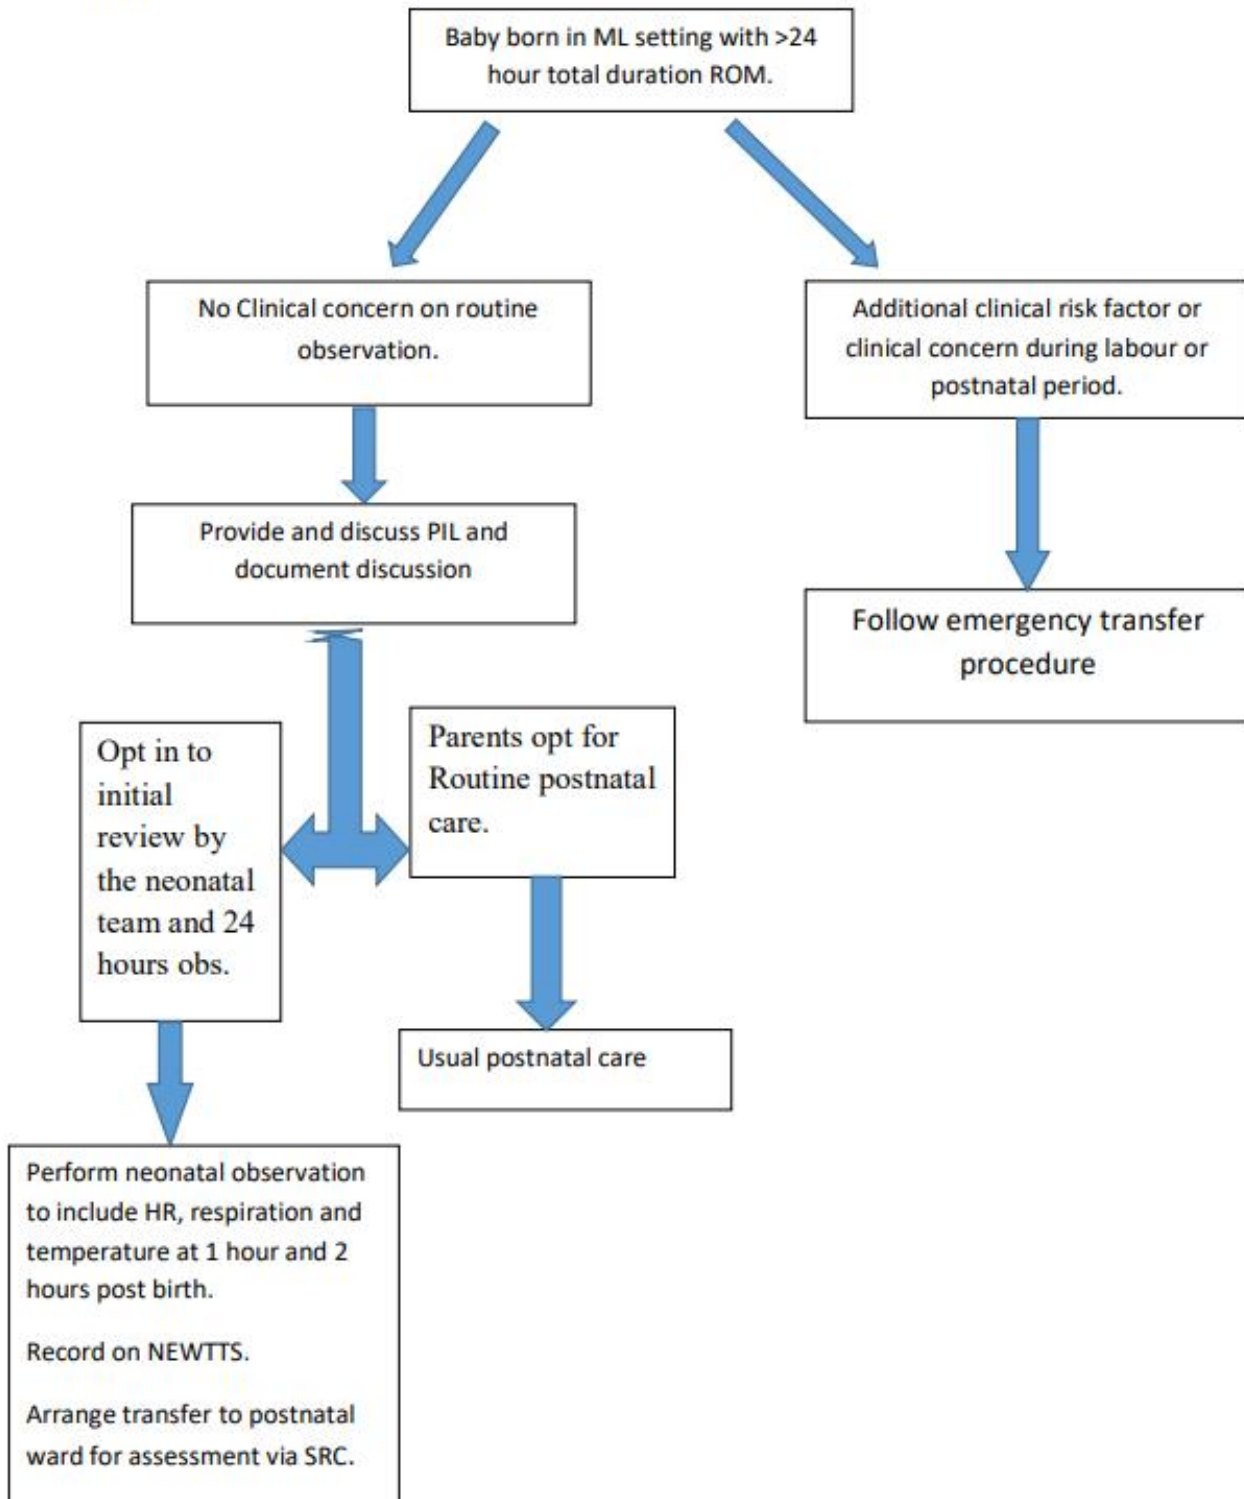 Baby born in ML setting with >24
hour total duration ROM.
No Clinical concern on routine
observation.
Additional clinical risk factor or
clinical concern during labour or
postnatal period.
Provide and discuss PIL and
document discussion
Follow emergency transfer
procedure
Opt in to
initial
review by
the neonatal
team and 24
hours obs.
Parents opt for
Routine postnatal
care.
Usual postnatal care
Perform neonatal observation
to include HR, respiration and
temperature at 1 hour and 2
hours post birth.
Record on NEWTTS.
Arrange transfer to postnatal
ward for assessment via SRC.